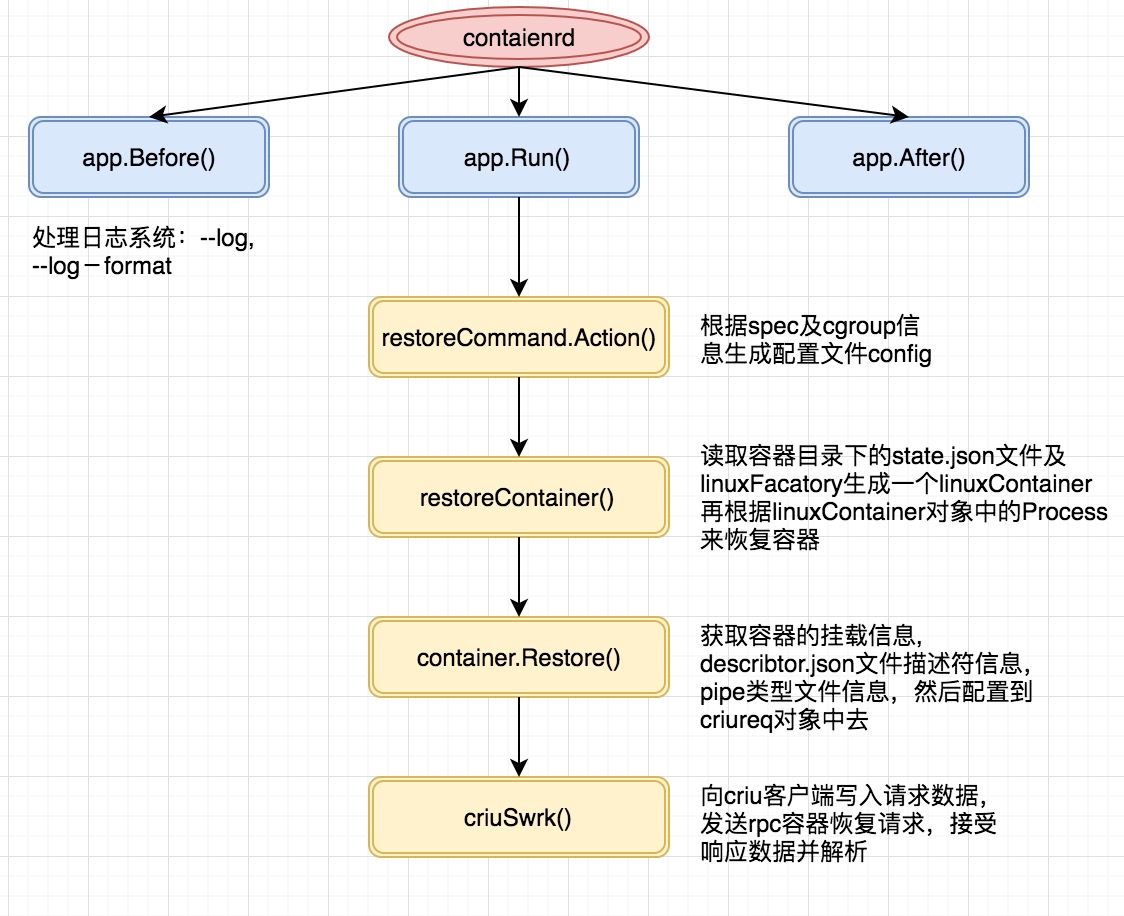 contaienrd
app.Before()
app.Run()
app.After()
处理日志系统：--log,
--log－format
restoreCommand.Action()
根据spec及cgroup信
息生成配置文件config
restoreContainer()
读取容器目录下的state.json文件及
linuxFacatory生成一个linuxContainer
再根据linuxContainer对象中的Process
来恢复容器
container.Restore()
获取容器的挂载信息，
describtor.json文件描述符信息，
pipe类型文件信息，然后配置到
criureq对象中去
criuSwrk()
向criu客户端写入请求数据，
发送rpc容器恢复请求，接受
响应数据并解析